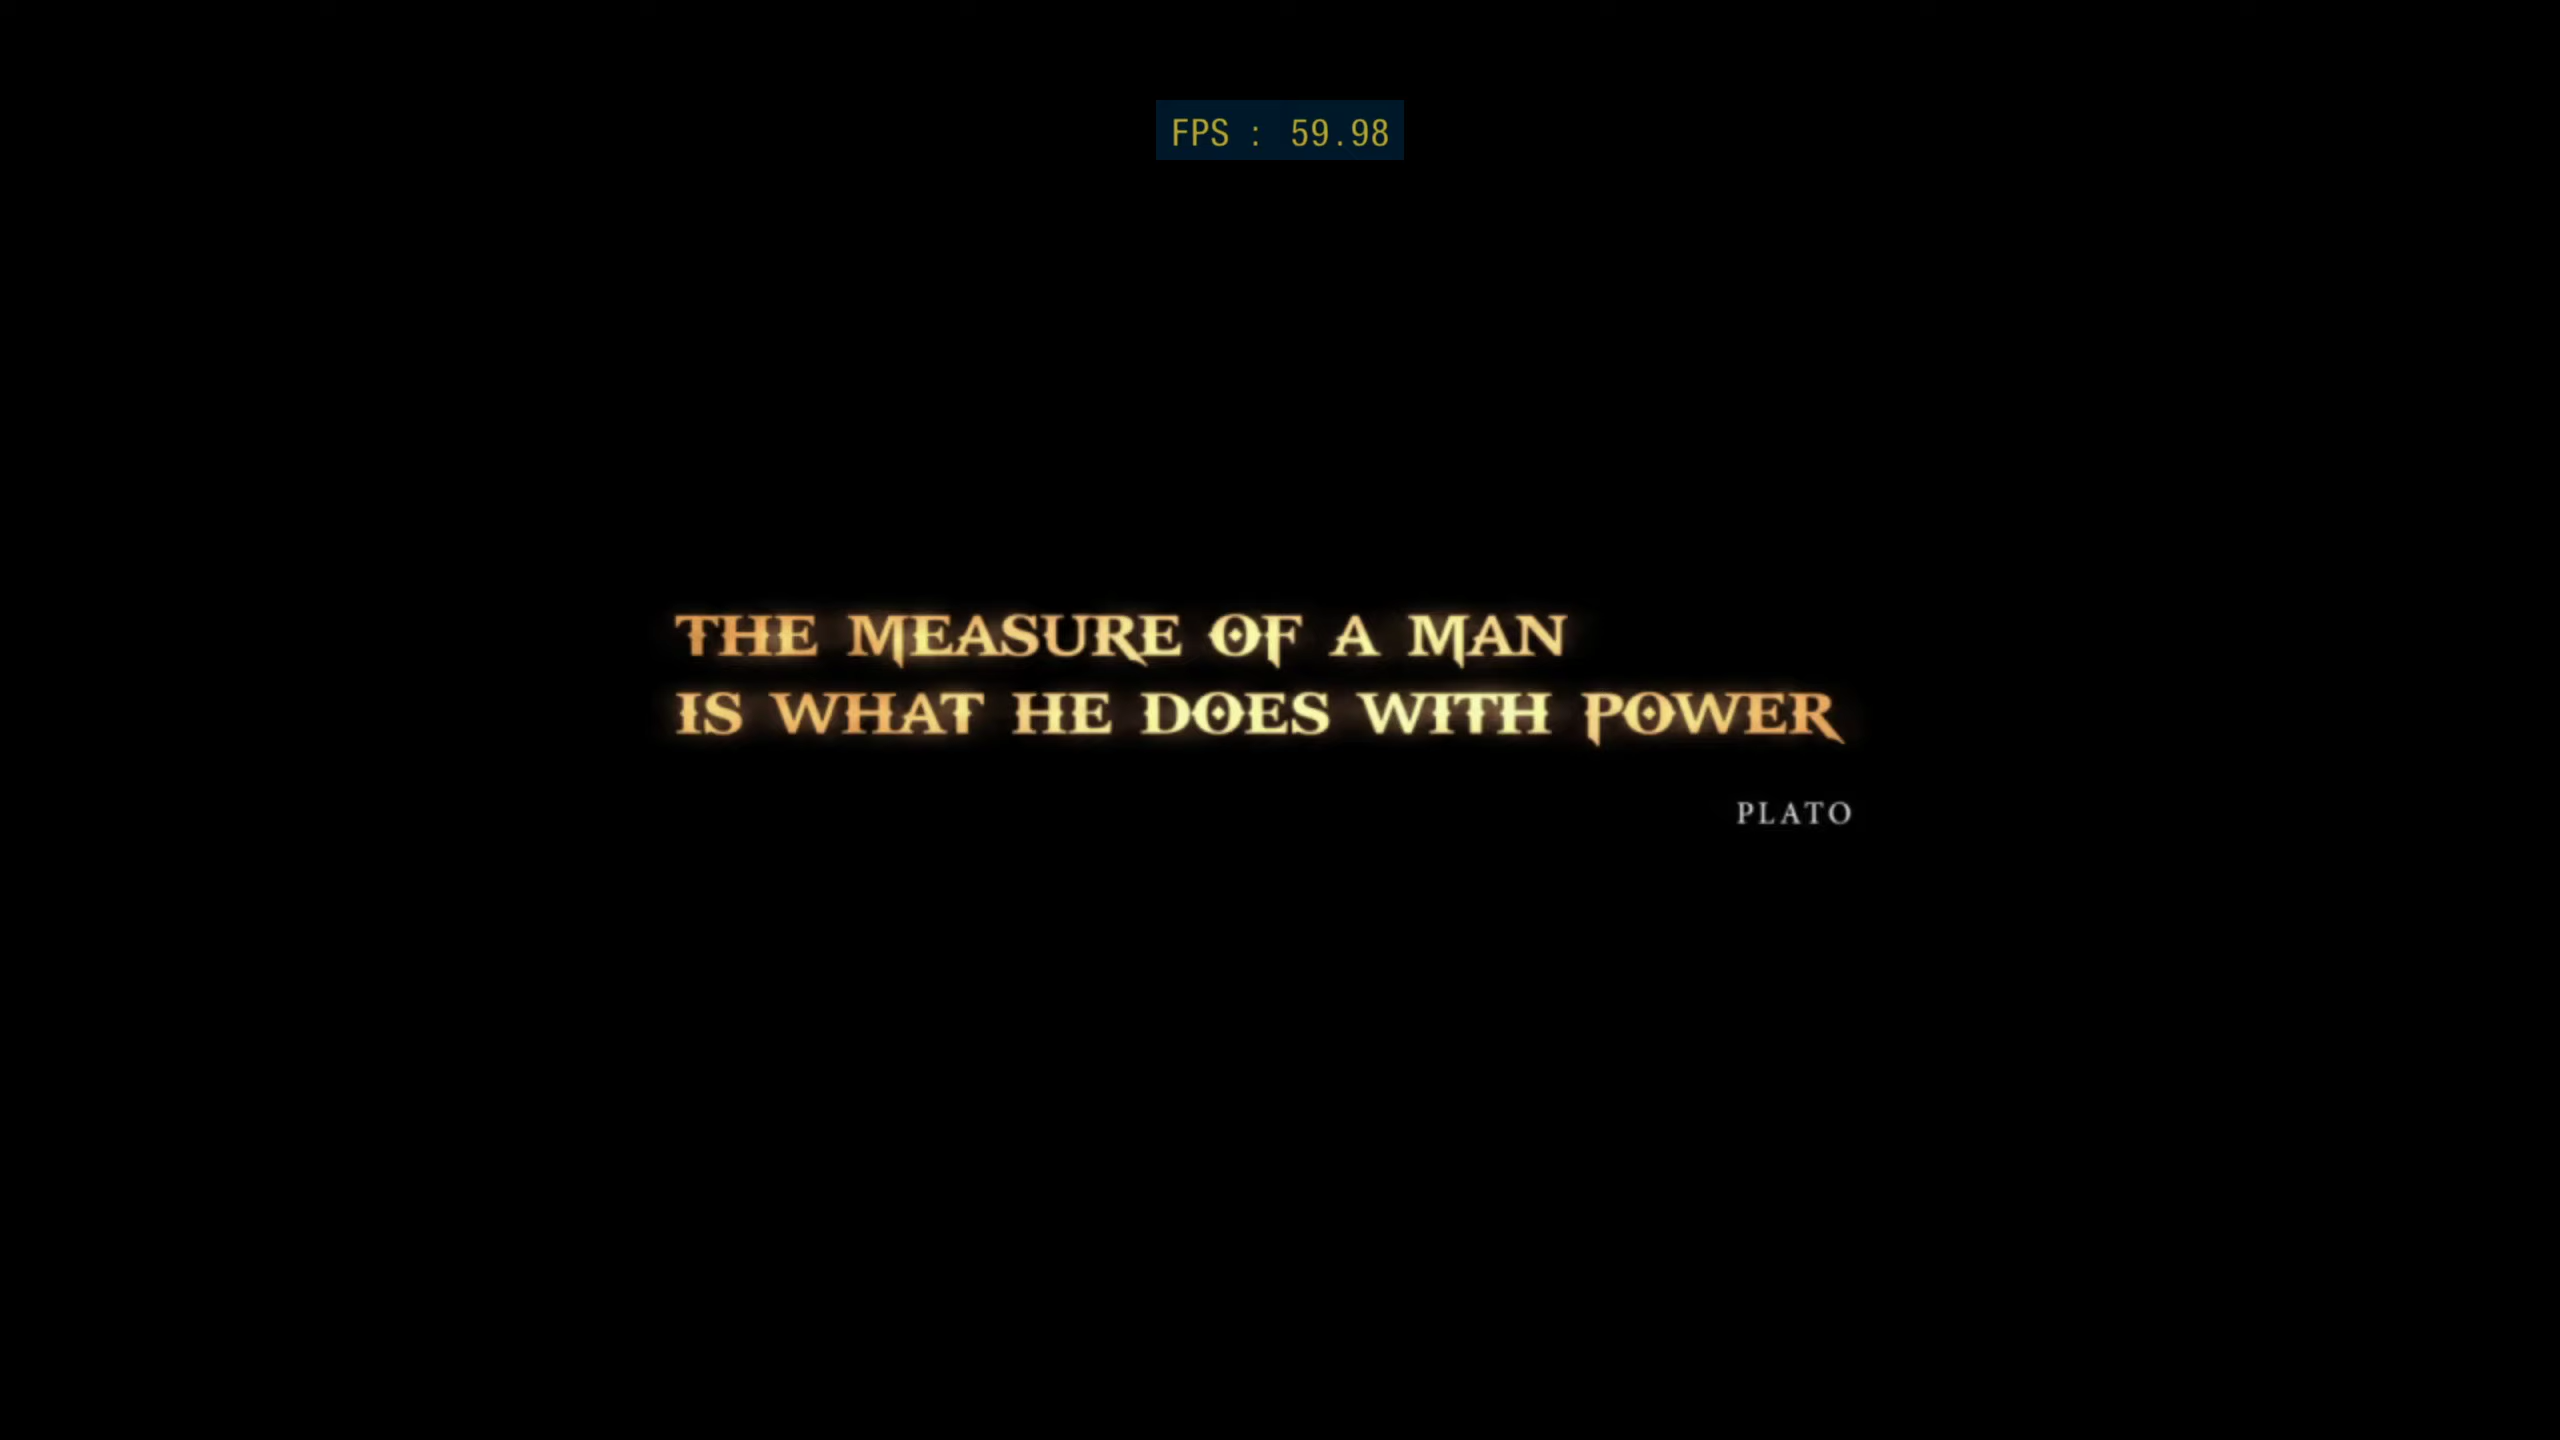 FPS : 59.98
THE MEASURE OF A MAN
IS WHAT HE DOES WITH POWER
PLATO